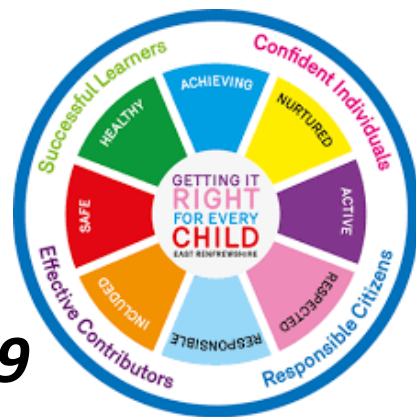 Successful Learners
Confident Individuals
Responsible Citizens
Effective Contributors
ACHIEVING
NURTURED
ACTIVE
RESPECTED
RESPONSIBLE
INCLUDED
SAFE
HEALTHY
GETTING IT
RIGHT
FOR EVERY
CHILD
EAST RENFREWSHIRE
9